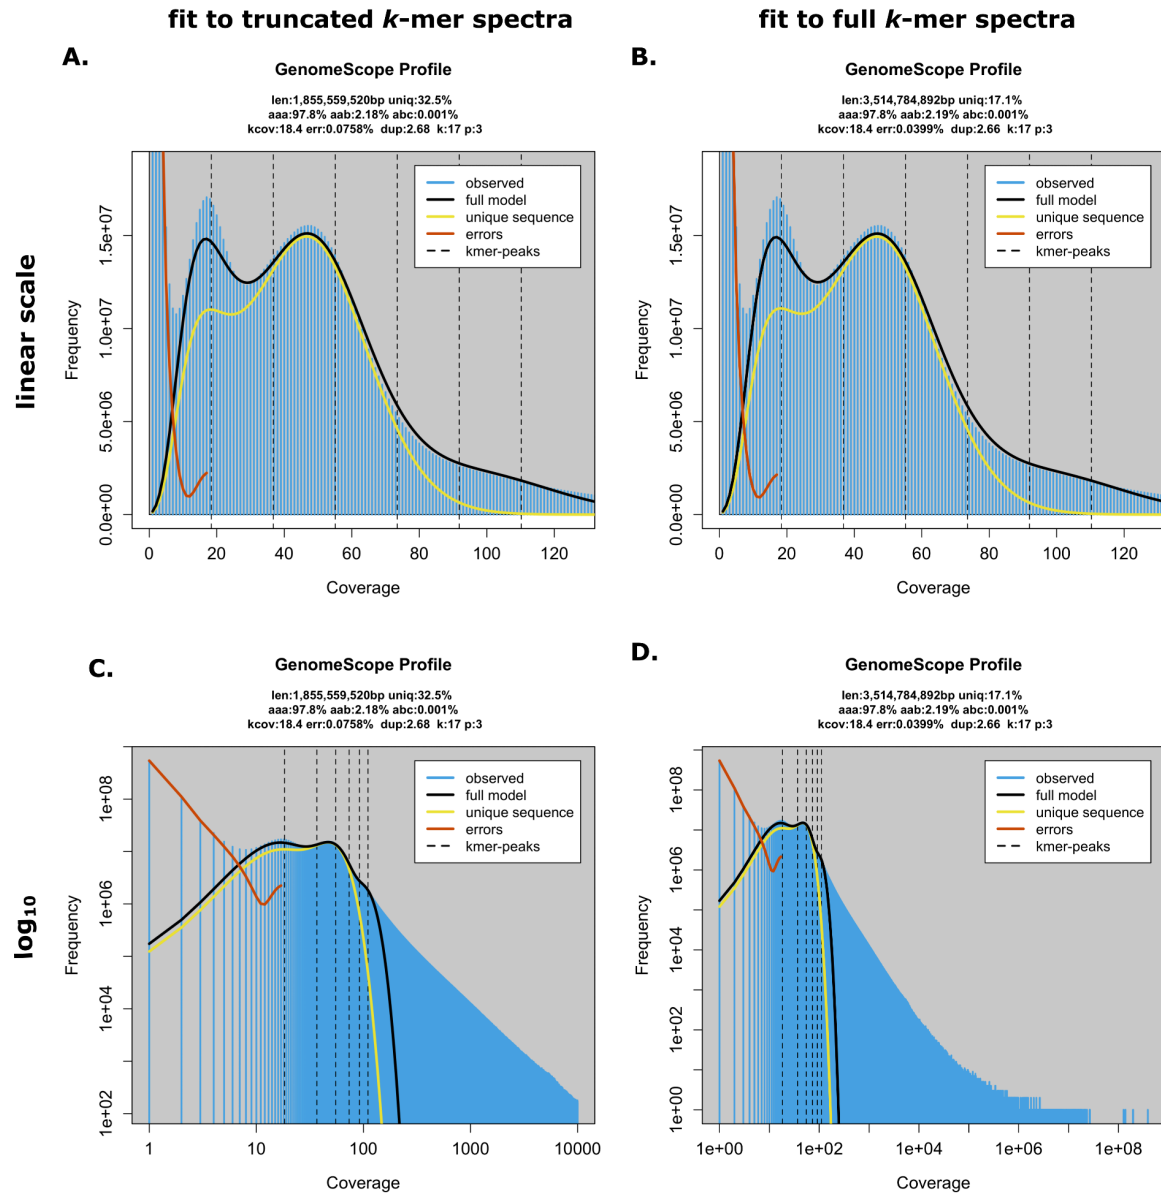 fit to truncated k-mer spectra
fit to full k-mer spectra
linear scale
log10
A.
GenomeScope Profile
len:1,855,559,520bp uniq:32.5%
aaa:97.8% aab:2.18% abc:0.001%
kcov:18.4 err:0.0758% dup:2.68 k:17 p:3
observed
full model
unique sequence
errors
kmer-peaks
Frequency
0.0e+00
5.0e+06
1.0e+07
1.5e+07
0 20 40 60 80 100 120
Coverage
B.
GenomeScope Profile
len:3,514,784,892bp uniq:17.1%
aaa:97.8% aab:2.19% abc:0.001%
kcov:18.4 err:0.0399% dup:2.66 k:17 p:3
observed
full model
unique sequence
errors
kmer-peaks
Frequency
0.0e+00
5.0e+06
1.0e+07
1.5e+07
0 20 40 60 80 100 120
Coverage
C.
GenomeScope Profile
len:1,855,559,520bp uniq:32.5%
aaa:97.8% aab:2.18% abc:0.001%
kcov:18.4 err:0.0758% dup:2.68 k:17 p:3
observed
full model
unique sequence
errors
kmer-peaks
Frequency
1e+02
1e+04
1e+06
1e+08
1 10 100 1000 10000
Coverage
D.
GenomeScope Profile
len:3,514,784,892bp uniq:17.1%
aaa:97.8% aab:2.19% abc:0.001%
kcov:18.4 err:0.0399% dup:2.66 k:17 p:3
observed
full model
unique sequence
errors
kmer-peaks
Frequency
1e+00
1e+02
1e+04
1e+06
1e+08
1e+00 1e+02 1e+04 1e+06 1e+08
Coverage